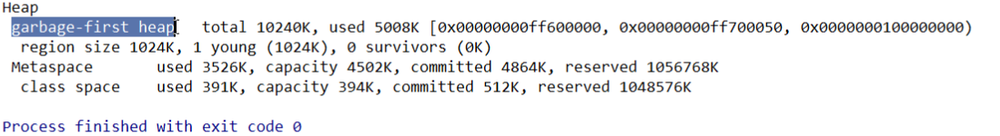 Heap
garbage-first heap   total 10240K, used 5008K [0x00000000ff600000, 0x00000000ff700050, 0x0000000100000000)
region size 1024K, 1 young (1024K), 0 survivors (0K)
Metaspace       used 3526K, capacity 4502K, committed 4864K, reserved 1056768K
class space    used 391K, capacity 394K, committed 512K, reserved 1048576K
Process finished with exit code 0